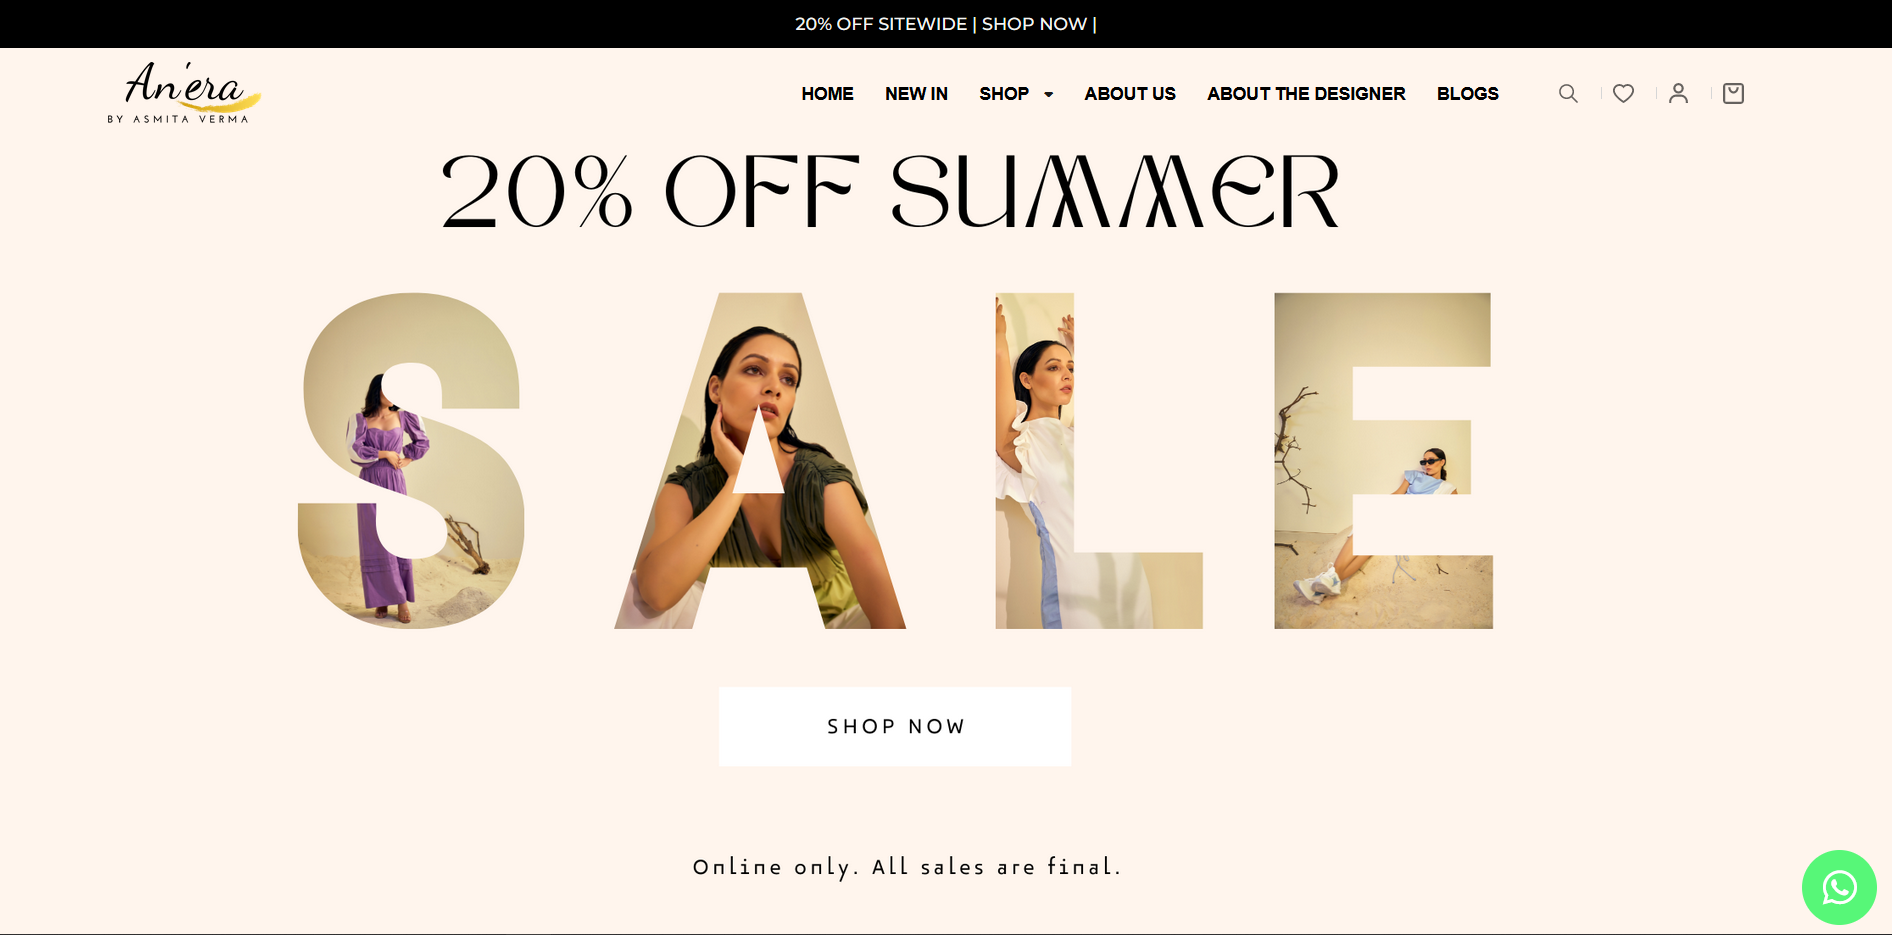 20% OFF SITEWIDE | SHOP NOW |
An'era
BY ASMITA VERMA
HOME NEW IN SHOP ABOUT US ABOUT THE DESIGNER BLOGS
20% OFF SUMMER
SALE
SHOP NOW
Online only. All sales are final.